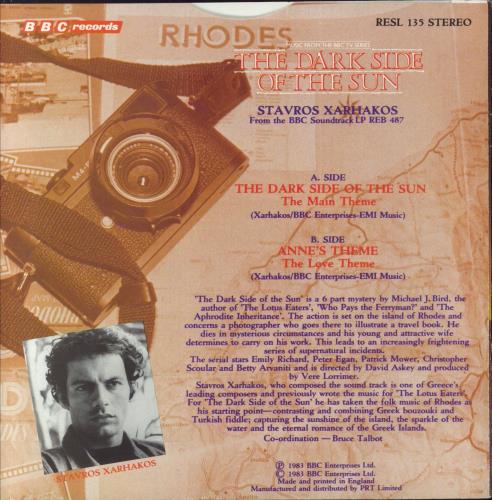 BBC records
RESL 135 STEREO
RHODES
MUSIC FROM THE BBC TV SERIES
THE DARK SIDE
OF THE SUN
STAVROS XARHAKOS
From the BBC Soundtrack LP REB 487
A. SIDE
THE DARK SIDE OF THE SUN
The Main Theme
(Xarhakos/BBC Enterprises-EMI Music)
B. SIDE
ANNE'S THEME
The Love Theme
(Xarhakos/BBC Enterprises-EMI Music)
'The Dark Side of the Sun' is a 6 part mystery by Michael J. Bird, the
author of 'The Lotus Eaters', 'Who Pays the Ferryman?' and 'The
Aphrodite Inheritance'. The action is set on the island of Rhodes and
concerns a photographer who goes there to illustrate a travel book. He
dies in mysterious circumstances and his young and attractive wife
determines to carry on his work. This leads to an increasingly frightening
series of supernatural incidents.
The serial stars Emily Richard, Peter Egan, Patrick Mower, Christopher
Scoular and Betty Arvaniti and is directed by David Askey and produced
by Vere Lorrimer.
Stavros Xarhakos, who composed the sound track is one of Greece's
leading composers and previously wrote the music for 'The Lotus Eaters'.
For 'The Dark Side of the Sun' he has taken the folk music of Rhodes as
his starting point—contrasting and combining Greek bouzouki and
Turkish fiddle; capturing the sunshine of the island, the sparkle of the
water and the eternal romance of the Greek Islands.
Co-ordination — Bruce Talbot
STAVROS XARHAKOS
Ⓟ 1983 BBC Enterprises Ltd.
© 1983 BBC Enterprises Ltd.
Made and printed in England
Manufactured and distributed by PRT Limited